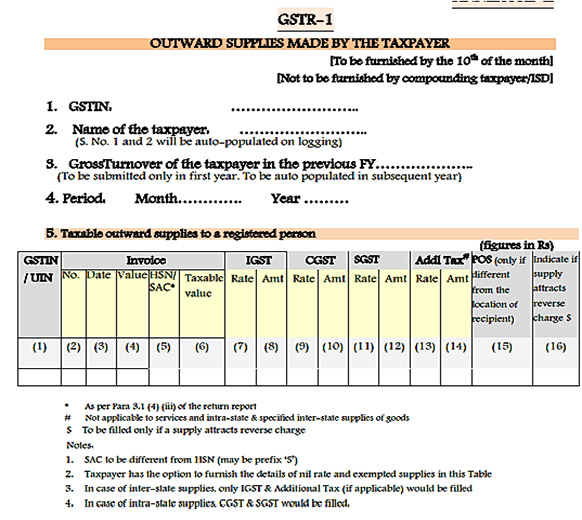 GSTR-1
OUTWARD SUPPLIES MADE BY THE TAXPAYER
[To be furnished by the 10th of the month]
[Not to be furnished by compounding taxpayer/ISD]
1. GSTIN. ............................
2. Name of the taxpayer. ............................
(S. No. 1 and 2 will be auto-populated on logging)
3. GrossTurnover of the taxpayer in the previous FY.....................
(To be submitted only in first year. To be auto populated in subsequent year)
4. Period. Month.............. Year .........
5. Taxable outward supplies to a registered person
(figures in Rs)
GSTIN / UIN Invoice IGST CGST SGST Addl Tax# POS (only if different from the location of recipient) Indicate if supply attracts reverse charge $
No. Date Value HSN/ SAC* Taxable value Rate Amt Rate Amt Rate Amt Rate Amt
(1) (2) (3) (4) (5) (6) (7) (8) (9) (10) (11) (12) (13) (14) (15) (16)
* As per Para 3.1 (4) (iii) of the return report
# Not applicable to services and intra-state & specified inter-state supplies of goods
$ To be filled only if a supply attracts reverse charge
Notes.
1. SAC to be different from HSN (may be prefix 'S')
2. Taxpayer has the option to furnish the details of nil rate and exempted supplies in this Table
3. In case of inter-state supplies, only IGST & Additional Tax (if applicable) would be filled
4. In case of intra-state supplies, CGST & SGST would be filled.